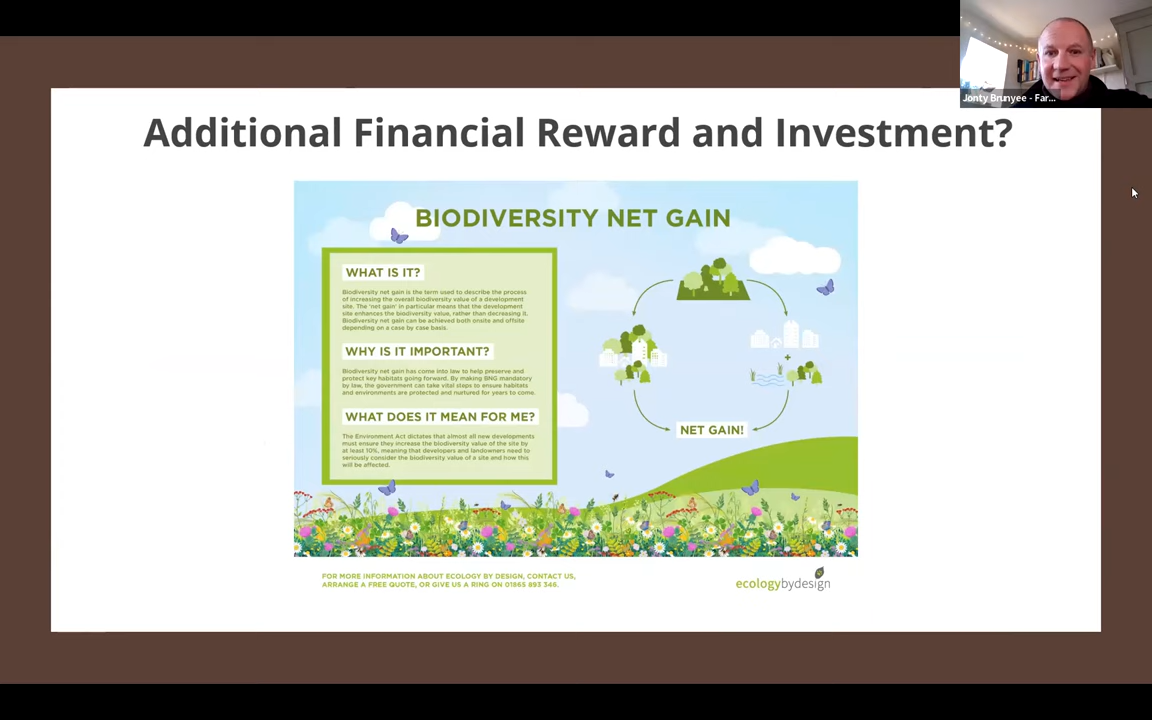 Jonty Brunyee - Far...
Additional Financial Reward and Investment?
BIODIVERSITY NET GAIN
WHAT IS IT?
Biodiversity net gain is the term used to describe the process
of increasing the overall biodiversity value of a development
site. The 'net gain' in particular means that the development
site enhances the biodiversity value, rather than decreasing it.
Biodiversity net gain can be achieved both onsite and offsite
depending on a case by case basis.
WHY IS IT IMPORTANT?
Biodiversity net gain has come into law to help preserve and
protect key habitats going forward. By making BNG mandatory
by law, the government can take vital steps to ensure habitats
and environments are protected and nurtured for years to come.
WHAT DOES IT MEAN FOR ME?
The Environment Act dictates that almost all new developments
must ensure they increase the biodiversity value of the site by
at least 10%, meaning that developers and landowners need to
seriously consider the biodiversity value of a site and how this
will be affected.
NET GAIN!
FOR MORE INFORMATION ABOUT ECOLOGY BY DESIGN, CONTACT US,
ARRANGE A FREE QUOTE, OR GIVE US A RING ON 01865 893 346.
ecologybydesign